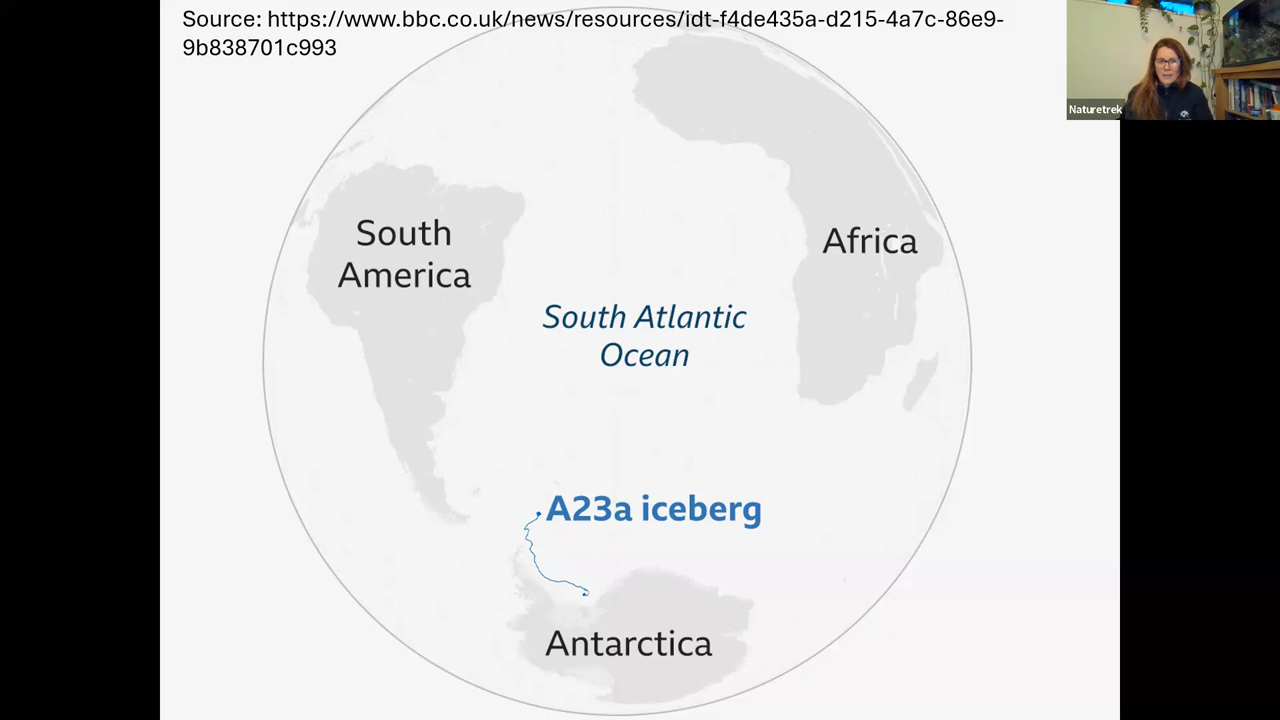 Source: https://www.bbc.co.uk/news/resources/idt-f4de435a-d215-4a7c-86e9-
9b838701c993
Naturetrek
South
America
Africa
South Atlantic
Ocean
A23a iceberg
Antarctica